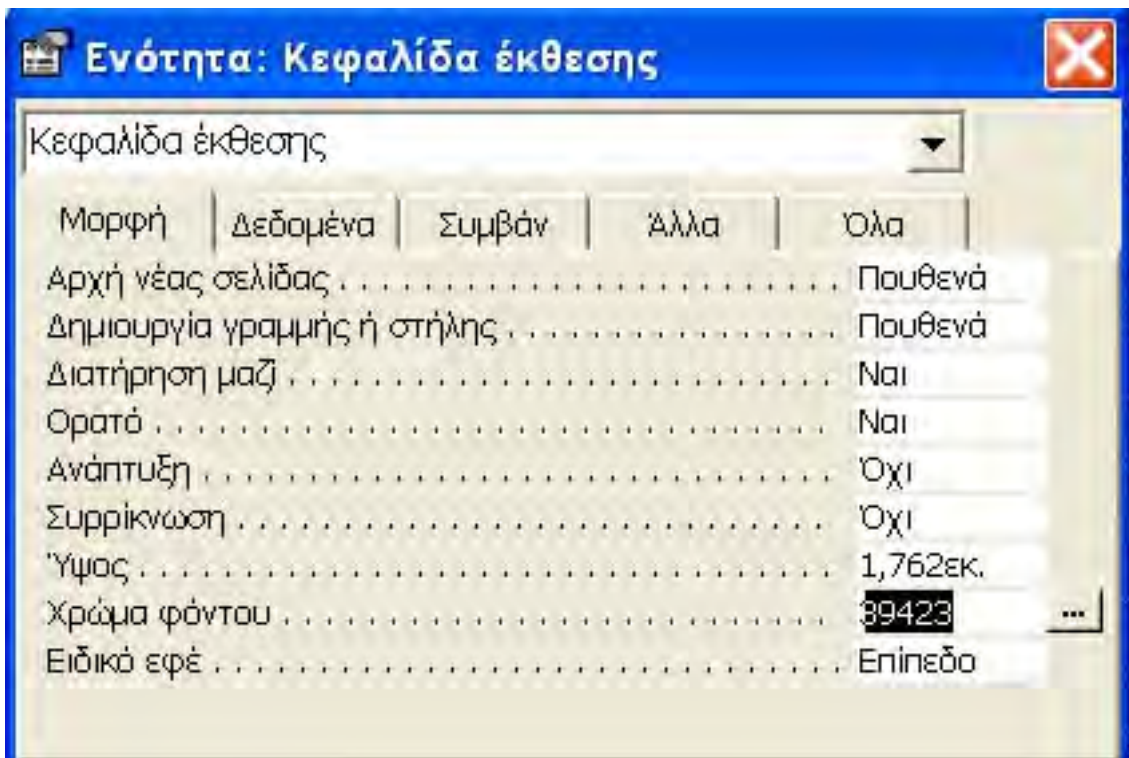 Ενότητα: Κεφαλίδα έκθεσης
Κεφαλίδα έκθεσης
Μορφή Δεδομένα Συμβάν Άλλα Όλα
Αρχή νέας σελίδας . . . . . . . . . . . . . . . . . . . . . . . . Πουθενά
Δημιουργία γραμμής ή στήλης . . . . . . . . . . . . . . . Πουθενά
Διατήρηση μαζί . . . . . . . . . . . . . . . . . . . . . . . . . . Ναι
Ορατό . . . . . . . . . . . . . . . . . . . . . . . . . . . . . . . Ναι
Ανάπτυξη . . . . . . . . . . . . . . . . . . . . . . . . . . . . . Όχι
Συρρίκνωση . . . . . . . . . . . . . . . . . . . . . . . . . . . Όχι
Ύψος . . . . . . . . . . . . . . . . . . . . . . . . . . . . . . . 1,762εκ.
Χρώμα φόντου . . . . . . . . . . . . . . . . . . . . . . . . . 39423 ...
Ειδικό εφέ . . . . . . . . . . . . . . . . . . . . . . . . . . . . Επίπεδο